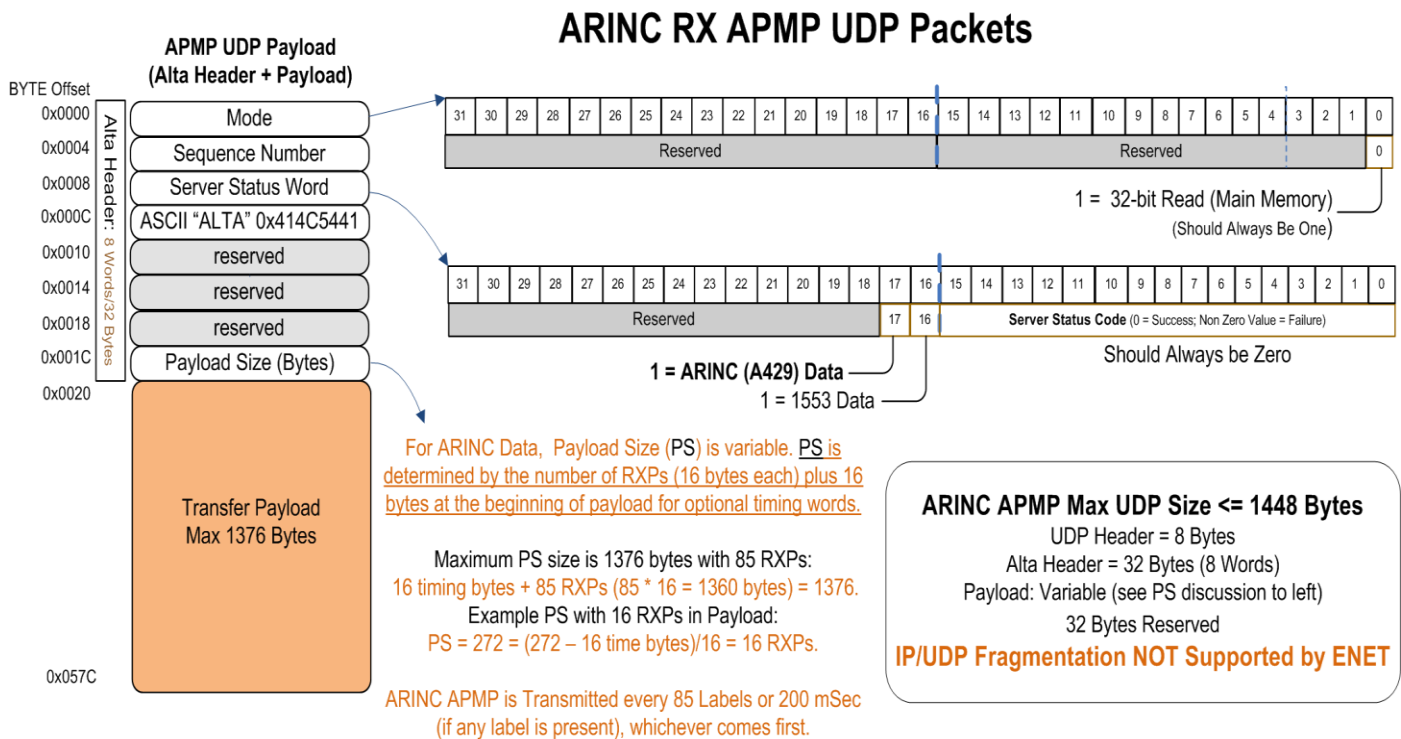 ARINC RX APMP UDP Packets
APMP UDP Payload
(Alta Header + Payload)
BYTE Offset
0x0000
0x0004
0x0008
0x000C
0x0010
0x0014
0x0018
0x001C
0x0020
0x057C
Alta Header: 8 Words/32 Bytes
Mode
Sequence Number
Server Status Word
ASCII “ALTA” 0x414C5441
reserved
reserved
reserved
Payload Size (Bytes)
Transfer Payload
Max 1376 Bytes
31 30 29 28 27 26 25 24 23 22 21 20 19 18 17 16 15 14 13 12 11 10 9 8 7 6 5 4 3 2 1 0
Reserved Reserved 0
1 = 32-bit Read (Main Memory)
(Should Always Be One)
31 30 29 28 27 26 25 24 23 22 21 20 19 18 17 16 15 14 13 12 11 10 9 8 7 6 5 4 3 2 1 0
Reserved 17 16 Server Status Code (0 = Success; Non Zero Value = Failure)
Should Always be Zero
1 = ARINC (A429) Data
1 = 1553 Data
For ARINC Data, Payload Size (PS) is variable. PS is
determined by the number of RXPs (16 bytes each) plus 16
bytes at the beginning of payload for optional timing words.
Maximum PS size is 1376 bytes with 85 RXPs:
16 timing bytes + 85 RXPs (85 * 16 = 1360 bytes) = 1376.
Example PS with 16 RXPs in Payload:
PS = 272 = (272 – 16 time bytes)/16 = 16 RXPs.
ARINC APMP is Transmitted every 85 Labels or 200 mSec
(if any label is present), whichever comes first.
ARINC APMP Max UDP Size <= 1448 Bytes
UDP Header = 8 Bytes
Alta Header = 32 Bytes (8 Words)
Payload: Variable (see PS discussion to left)
32 Bytes Reserved
IP/UDP Fragmentation NOT Supported by ENET